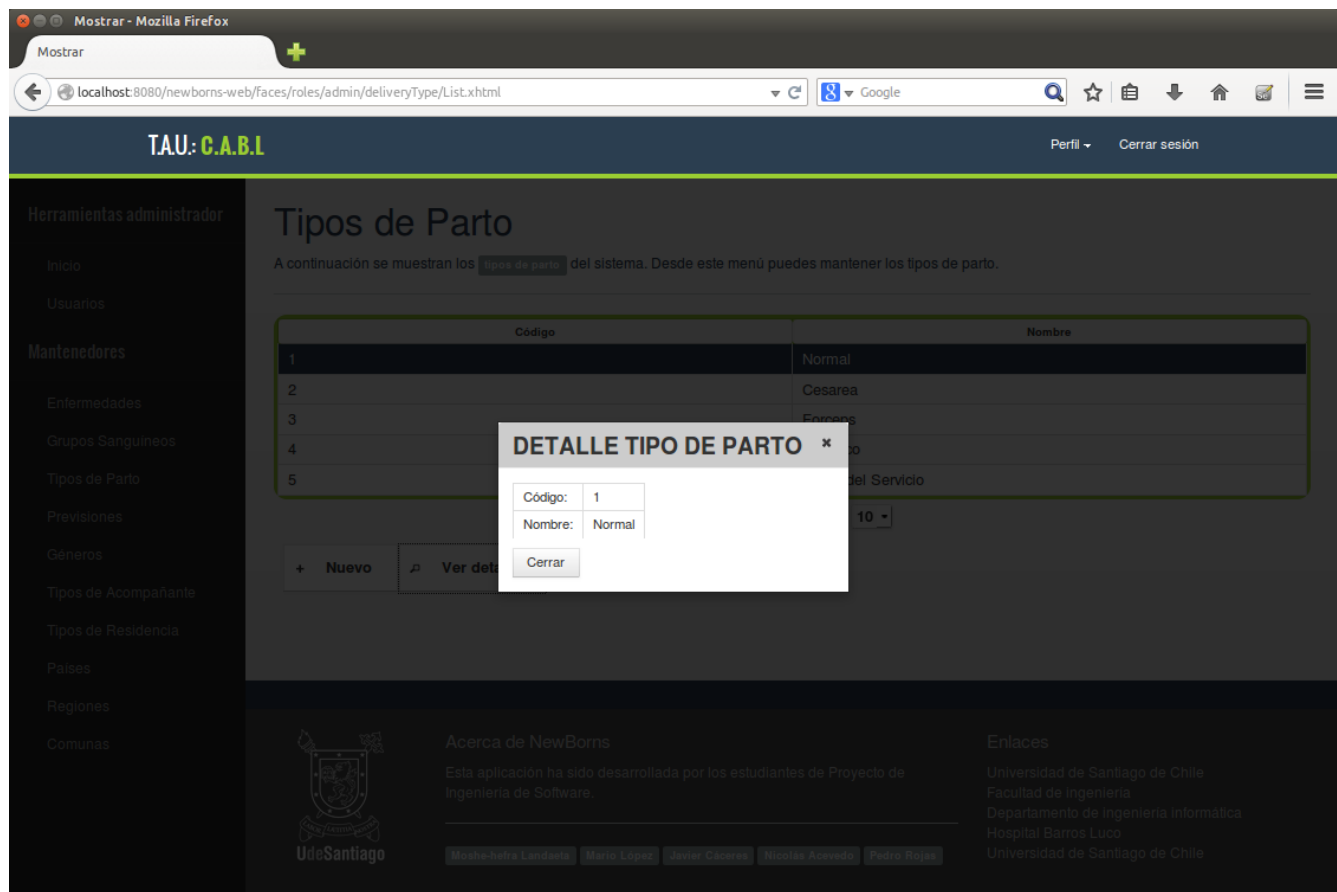 Mostrar - Mozilla Firefox
Mostrar
localhost:8080/newborns-web/faces/roles/admin/deliveryType/List.xhtml
8 Google
T.A.U.: C.A.B.L
Perfil
Cerrar sesión
Herramientas administrador
Inicio
Usuarios
Mantenedores
Enfermedades
Grupos Sanguineos
Tipos de Parto
Previsiones
Géneros
Tipos de Acompañante
Tipos de Residencia
Países
Regiones
Comunas
Tipos de Parto
A continuación se muestran los tipos de parto del sistema. Desde este menú puedes mantener los tipos de parto.
Código Nombre
1 Normal
2 Cesarea
3 Forceps
4
5 del Servicio
10
+ Nuevo
Ver deta
DETALLE TIPO DE PARTO ×
Código: 1
Nombre: Normal
Cerrar
UdeSantiago
Acerca de NewBorns
Esta aplicación ha sido desarrollada por los estudiantes de Proyecto de
Ingeniería de Software.
Moshe-hefra Landaeta Mario López Javier Cáceres Nicolás Acevedo Pedro Rojas
Enlaces
Universidad de Santiago de Chile
Facultad de ingeniería
Departamento de ingeniería informática
Hospital Barros Luco
Universidad de Santiago de Chile